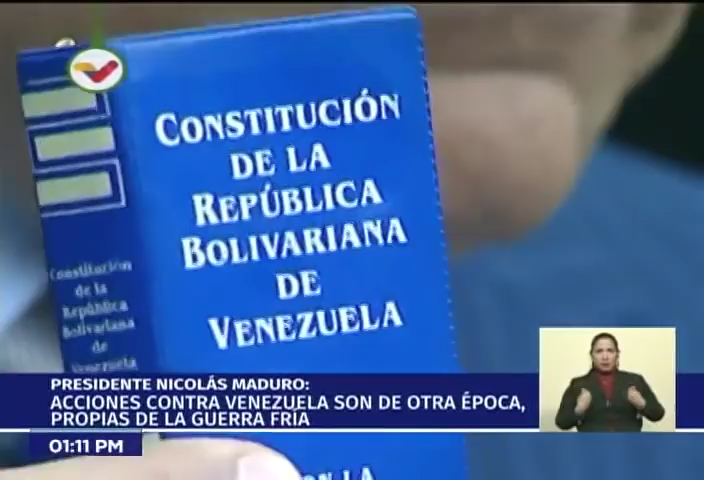 CONSTITUCIÓN
DE LA
REPÚBLICA
BOLIVARIANA
DE
VENEZUELA
Constitución
de la
República
Bolivariana
de
Venezuela
PRESIDENTE NICOLÁS MADURO:
ACCIONES CONTRA VENEZUELA SON DE OTRA ÉPOCA,
PROPIAS DE LA GUERRA FRÍA
01:11 PM